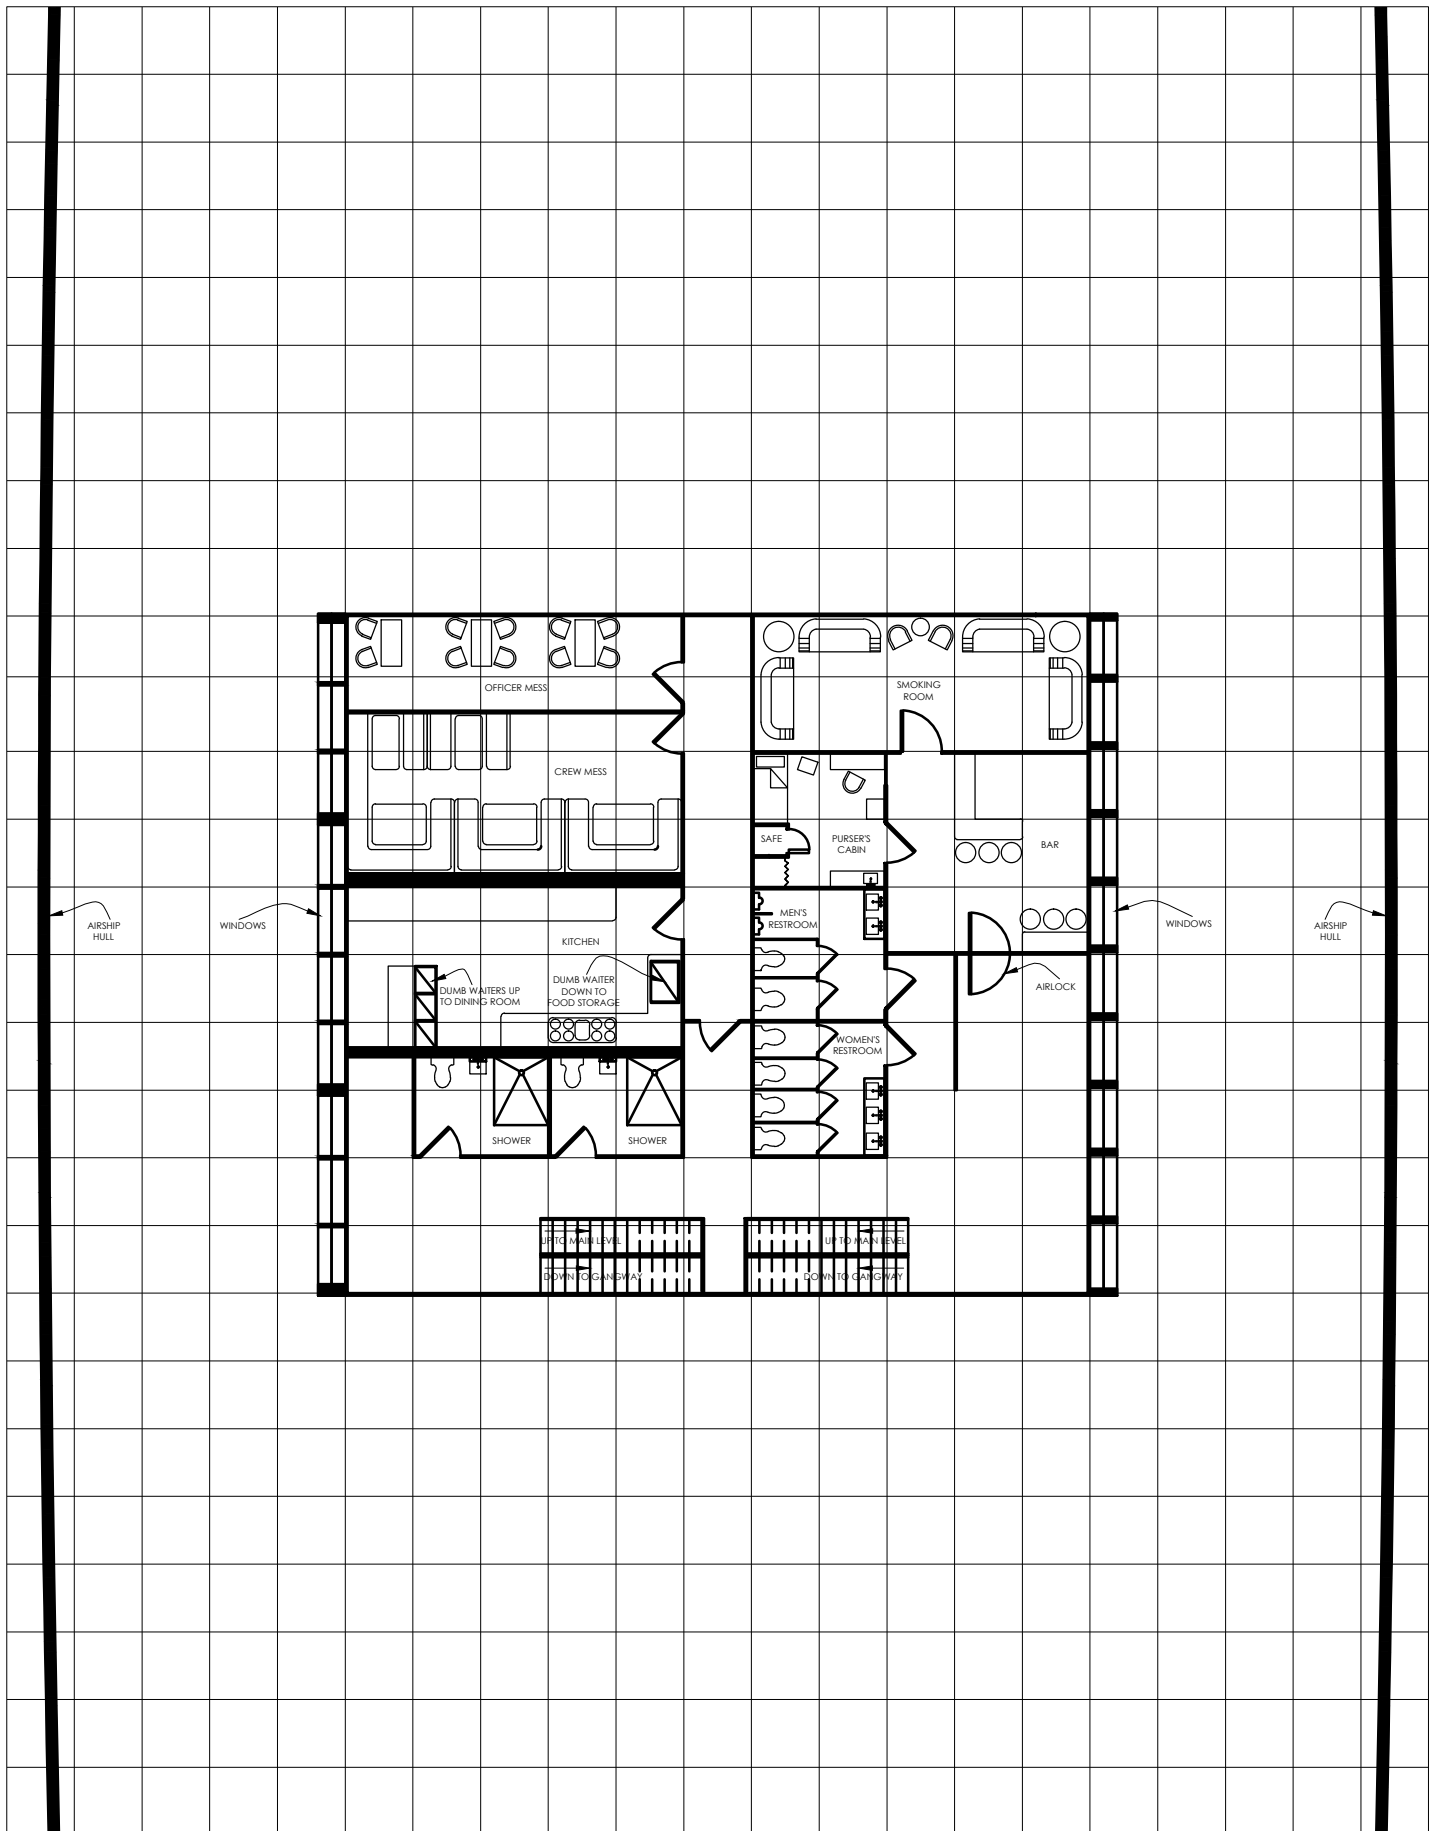 OFFICER MESS
SMOKING
ROOM
CREW MESS
SAFE
PURSER'S
CABIN
BAR
AIRSHIP
HULL
WINDOWS
MEN'S
RESTROOM
WINDOWS
AIRSHIP
HULL
KITCHEN
DUMB WAITERS UP
TO DINING ROOM
DUMB WAITER
DOWN TO
FOOD STORAGE
AIRLOCK
WOMEN'S
RESTROOM
SHOWER
SHOWER
UP TO MAIN LEVEL
UP TO MAIN LEVEL
DOWN TO GANGWAY
DOWN TO GANGWAY